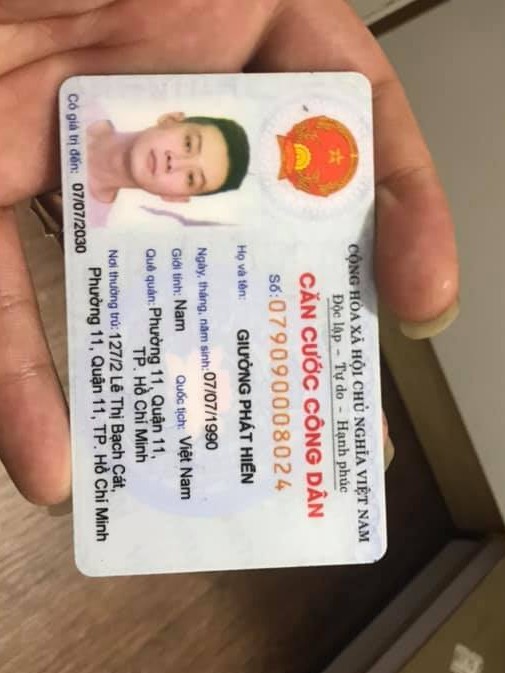 CỘNG HÒA XÃ HỘI CHỦ NGHĨA VIỆT NAM
Độc lập - Tự do - Hạnh phúc
CĂN CƯỚC CÔNG DÂN
Số: 079090008024
Họ và tên: GIƯỜNG PHÁT HIỀN
Ngày, tháng, năm sinh: 07/07/1990
Giới tính: Nam Quốc tịch: Việt Nam
Quê quán: Phường 11, Quận 11,
TP. Hồ Chí Minh
Nơi thường trú: 127/2 Lê Thị Bạch Cát,
Phường 11, Quận 11, TP. Hồ Chí Minh
Có giá trị đến: 07/07/2030